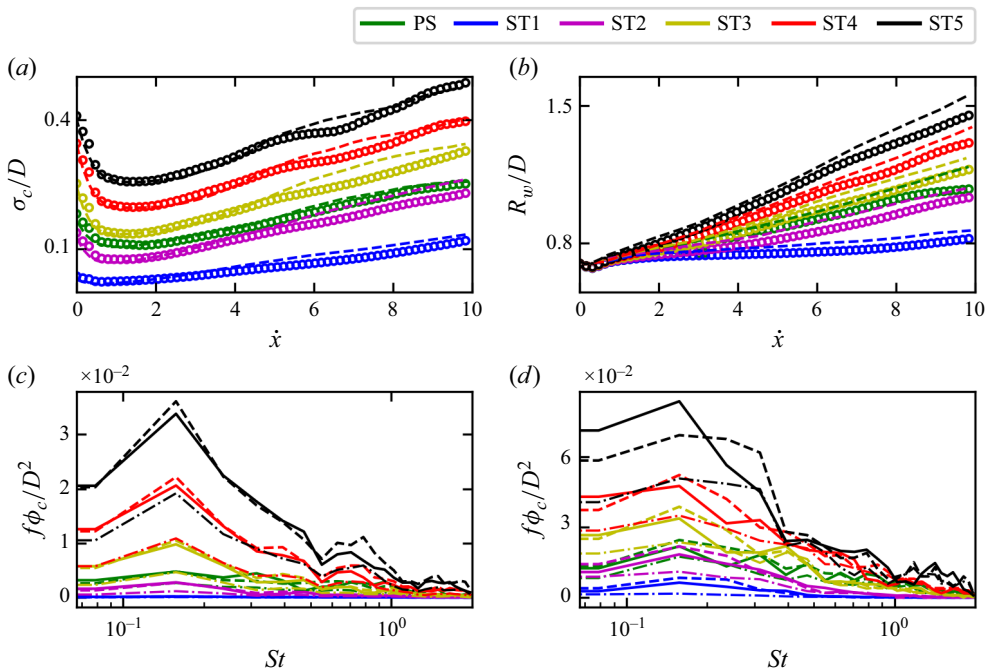 PS ST1 ST2 ST3 ST4 ST5
(a) (b)
σc/D
0.4
0.1
0 2 4 6 8 10
ẋ
Rw/D
1.5
0.8
0 2 4 6 8 10
ẋ
(c) (d)
×10−2
fϕc/D2
3
2
1
0
10−1 100
St
×10−2
fϕc/D2
6
3
0
10−1 100
St